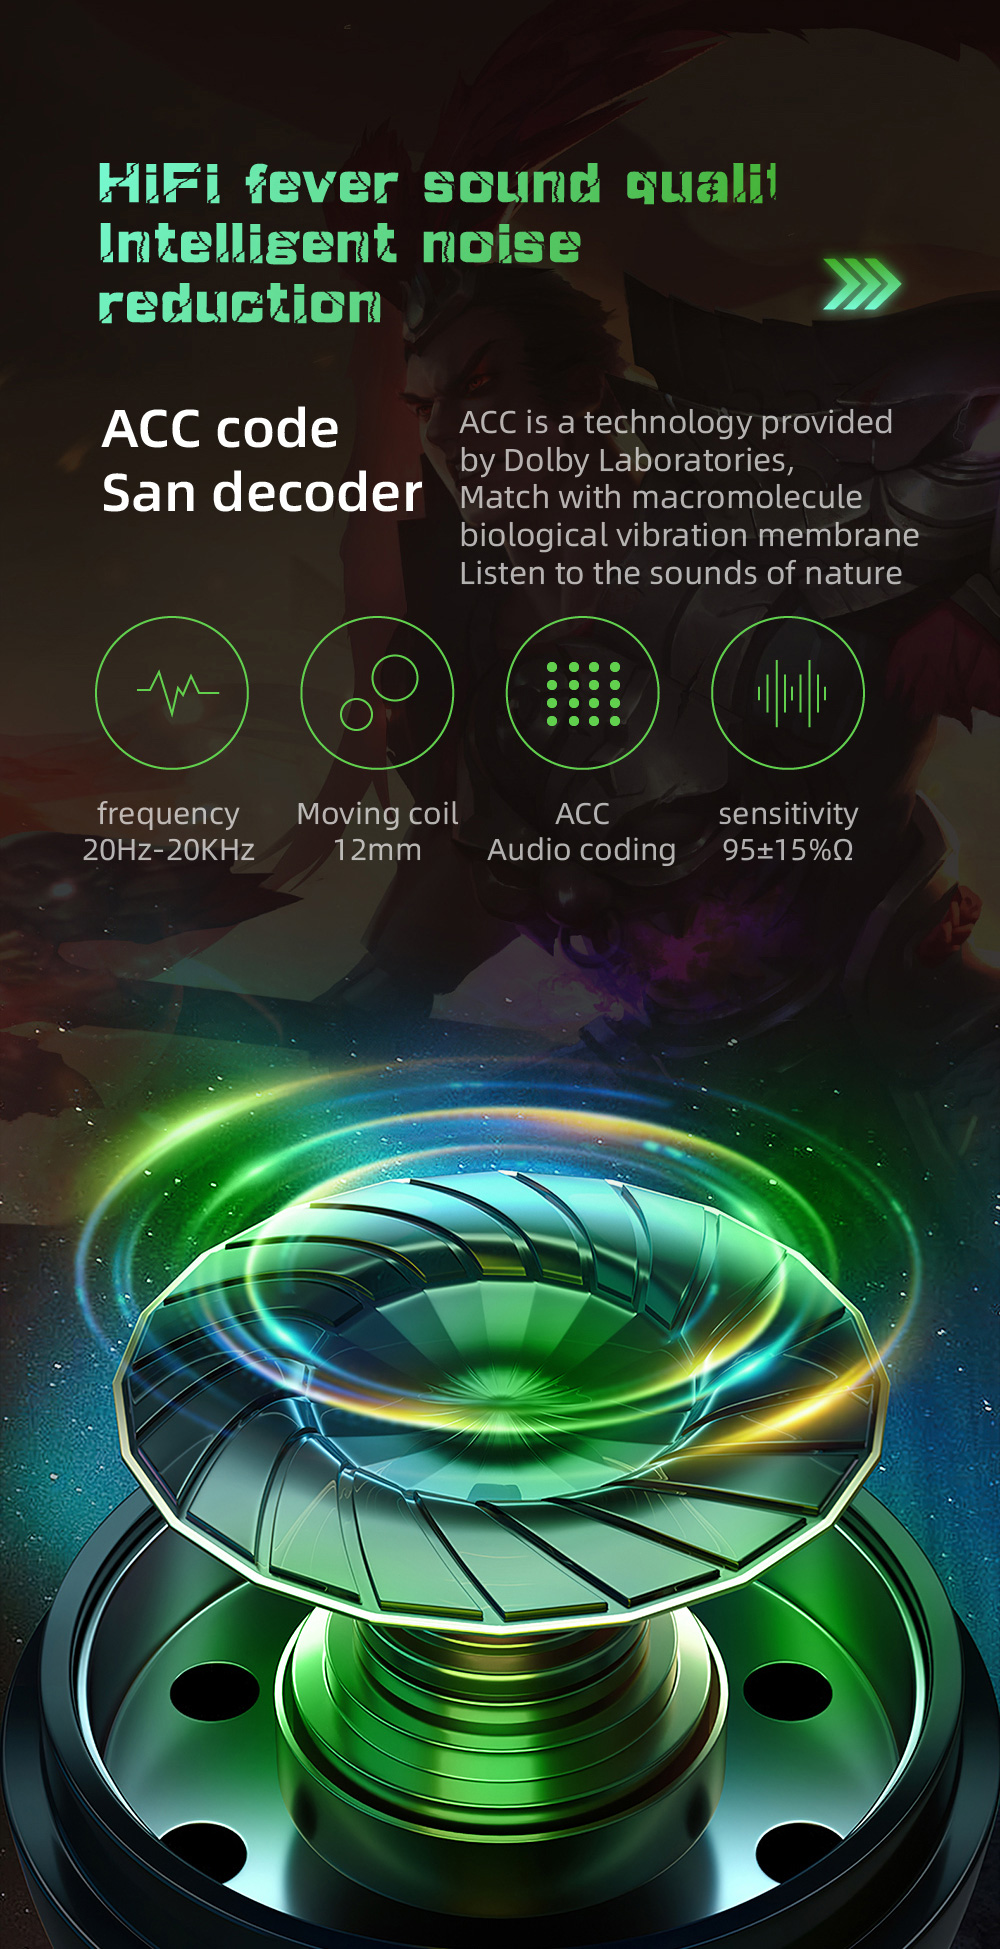 HiFi fever sound qualit
Intelligent noise
reduction
ACC code
San decoder
ACC is a technology provided
by Dolby Laboratories,
Match with macromolecule
biological vibration membrane
Listen to the sounds of nature
frequency
20Hz-20KHz
Moving coil
12mm
ACC
Audio coding
sensitivity
95±15%Ω